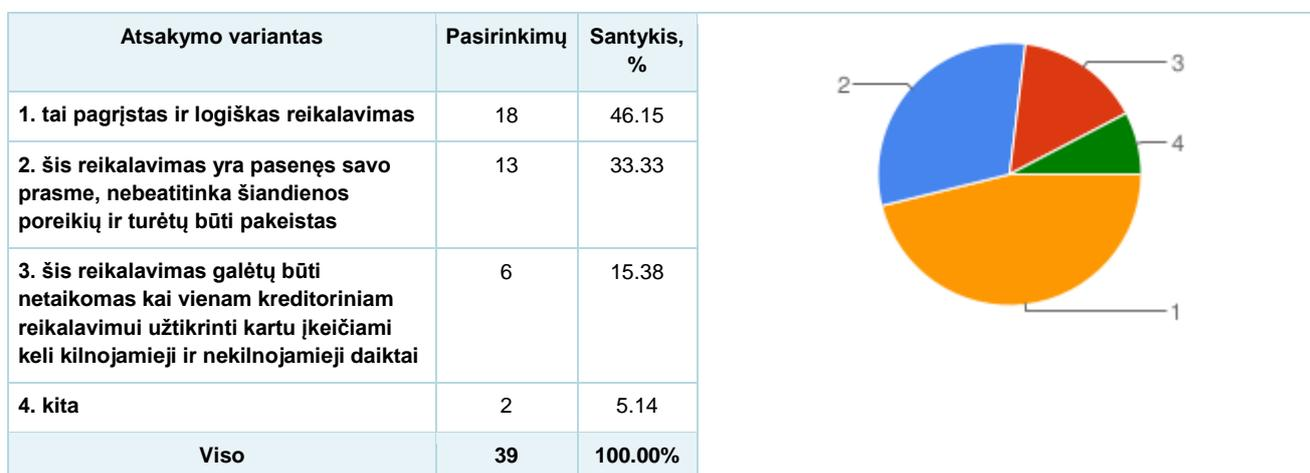 Atsakymo variantas Pasirinkimų Santykis,
%
1. tai pagrįstas ir logiškas reikalavimas 18 46.15
2. šis reikalavimas yra pasenęs savo 13 33.33
prasme, nebeatitinka šiandienos
poreikių ir turėtų būti pakeistas
3. šis reikalavimas galėtų būti 6 15.38
netaikomas kai vienam kreditoriniam
reikalavimui užtikrinti kartu įkeičiami
keli kilnojamieji ir nekilnojamieji daiktai
4. kita 2 5.14
Viso 39 100.00%
2
3
4
1